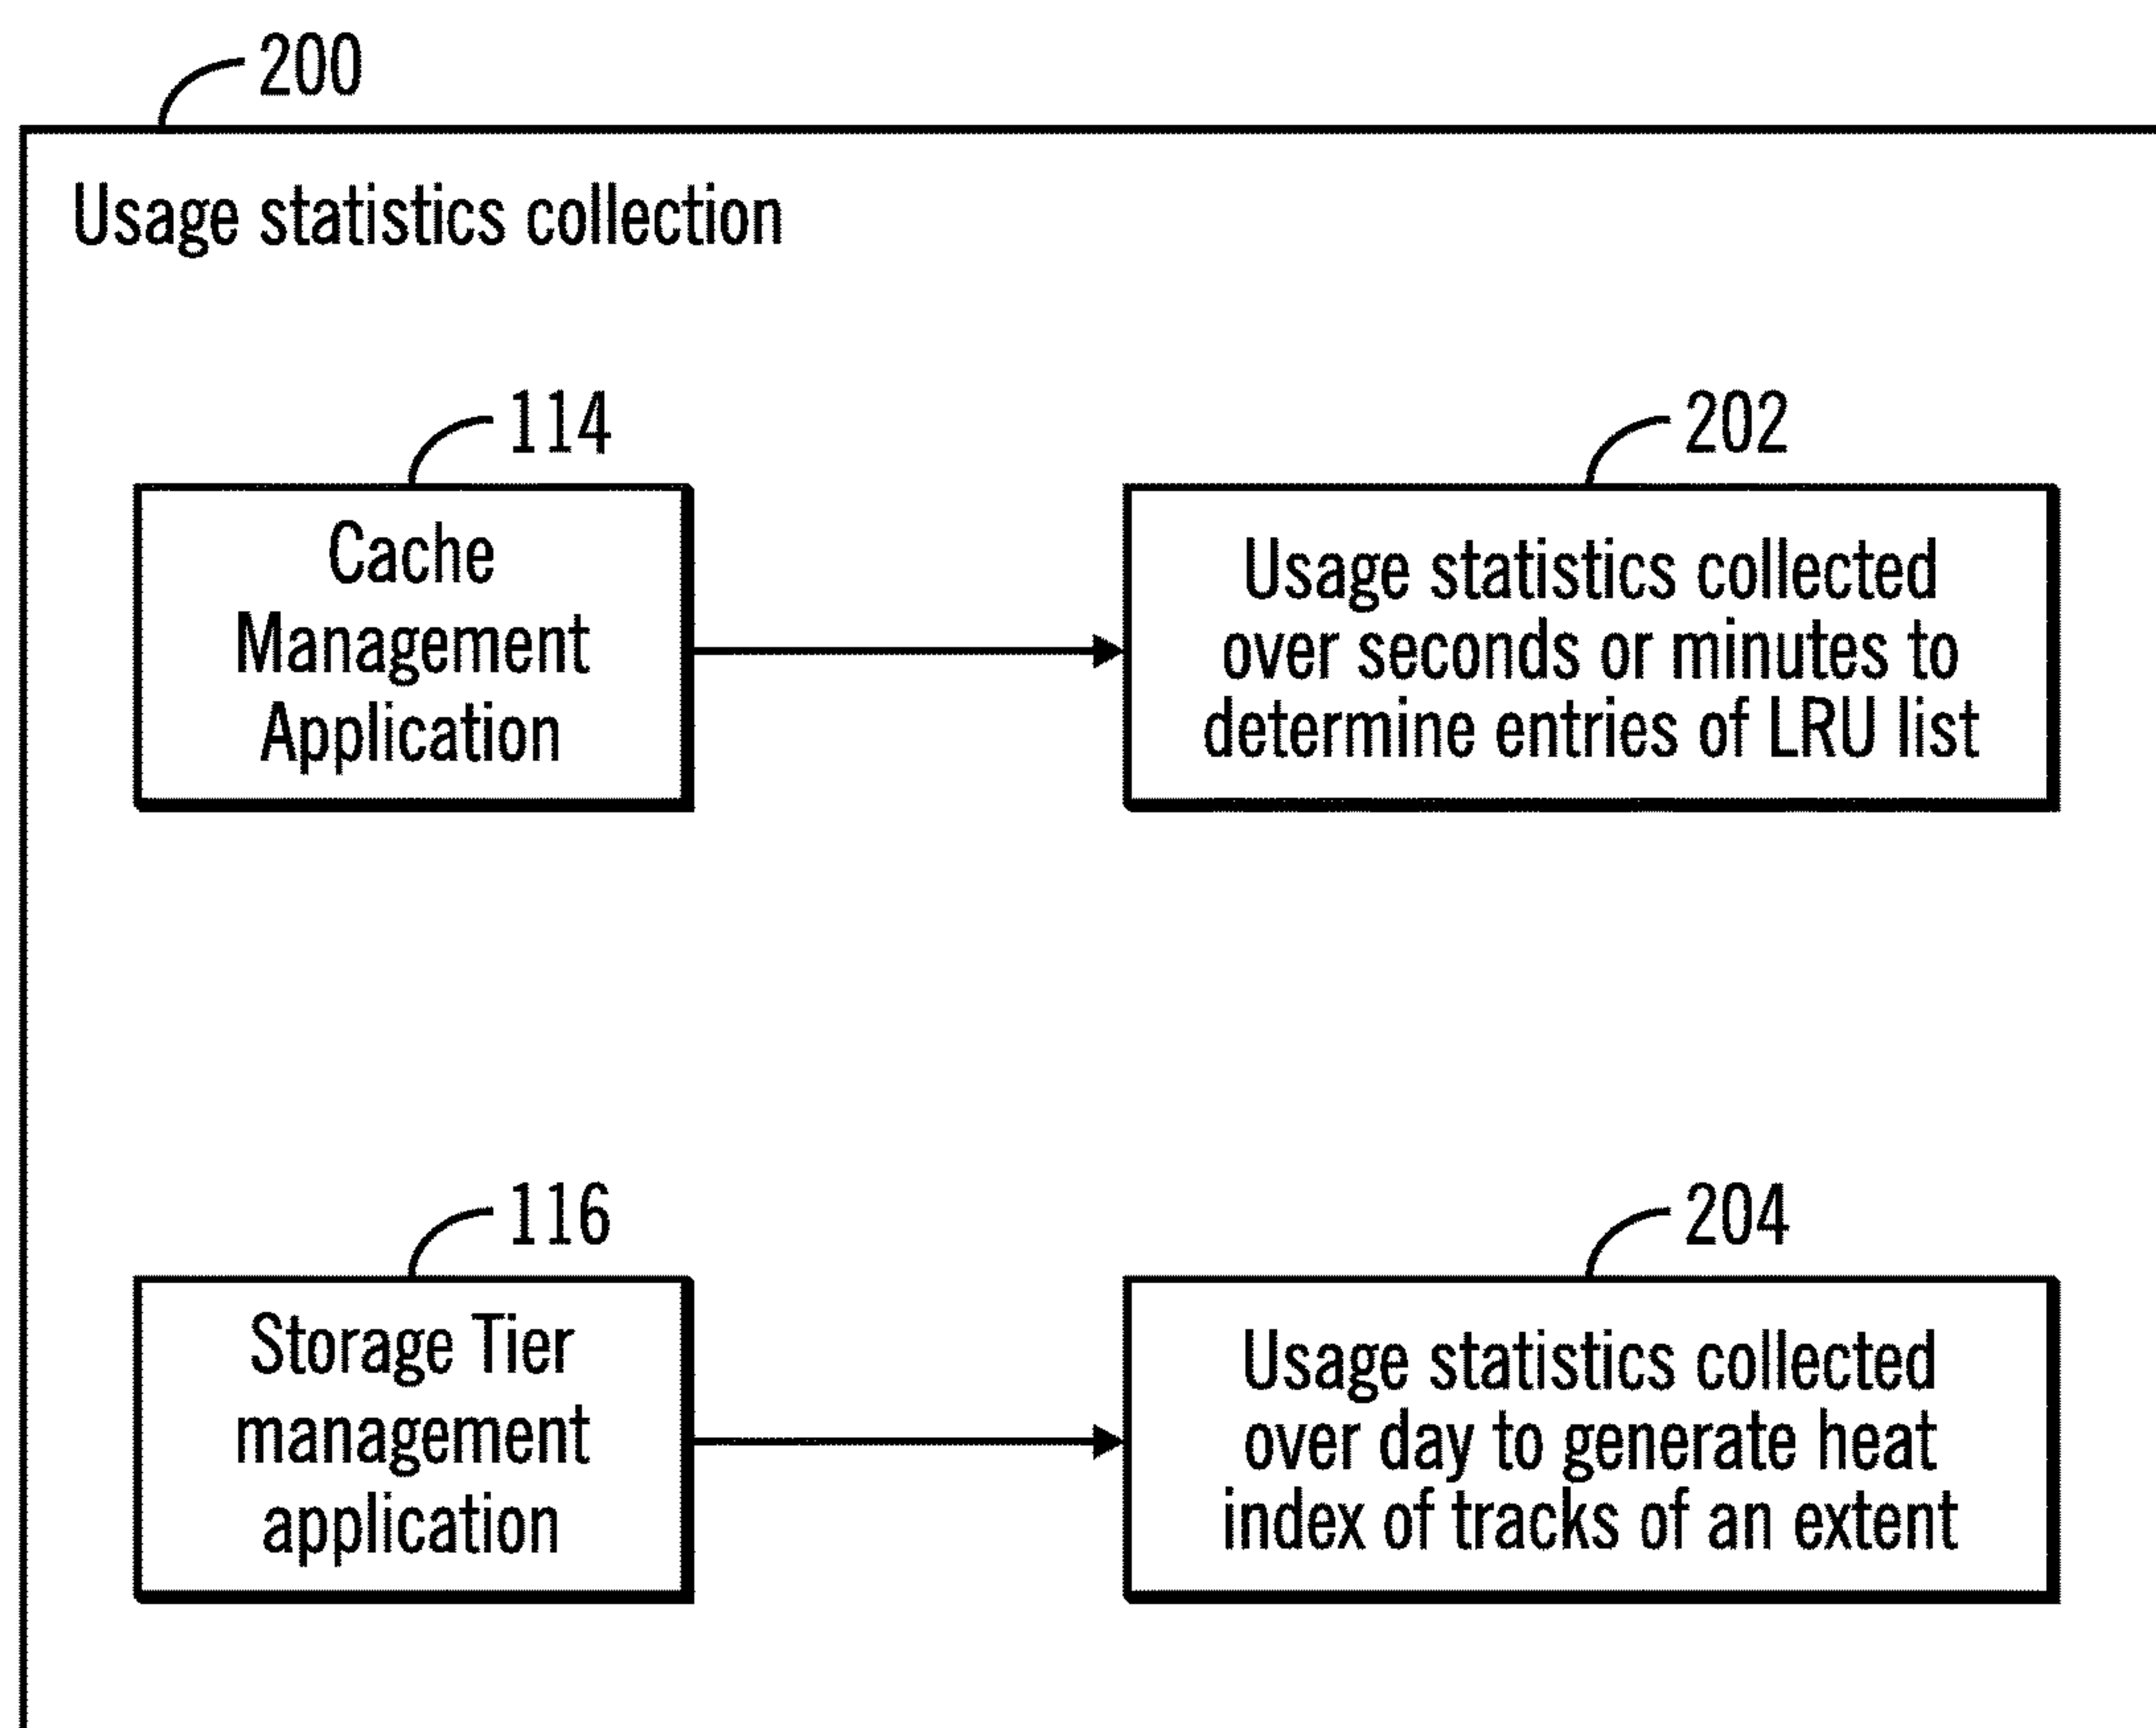 200
Usage statistics collection
114
Cache
Management
Application
202
Usage statistics collected
over seconds or minutes to
determine entries of LRU list
116
Storage Tier
management
application
204
Usage statistics collected
over day to generate heat
index of tracks of an extent